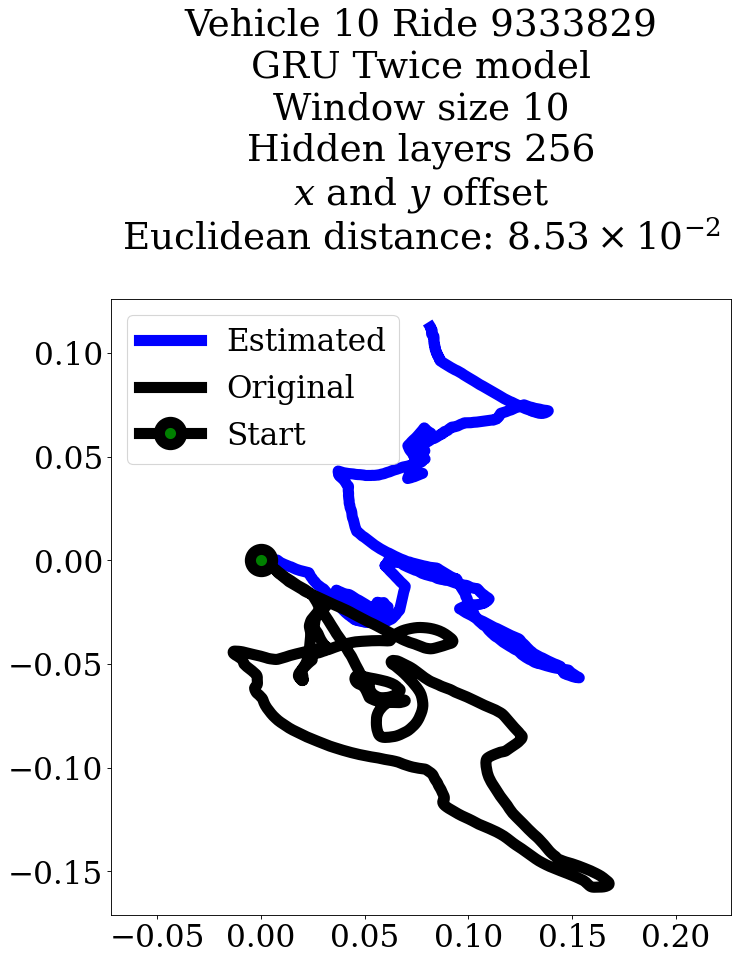 Vehicle 10 Ride 9333829
GRU Twice model
Window size 10
Hidden layers 256
x and y offset
Euclidean distance: 8.53 × 10⁻²
Estimated
Original
Start
0.10
0.05
0.00
−0.05
−0.10
−0.15
−0.05 0.00 0.05 0.10 0.15 0.20